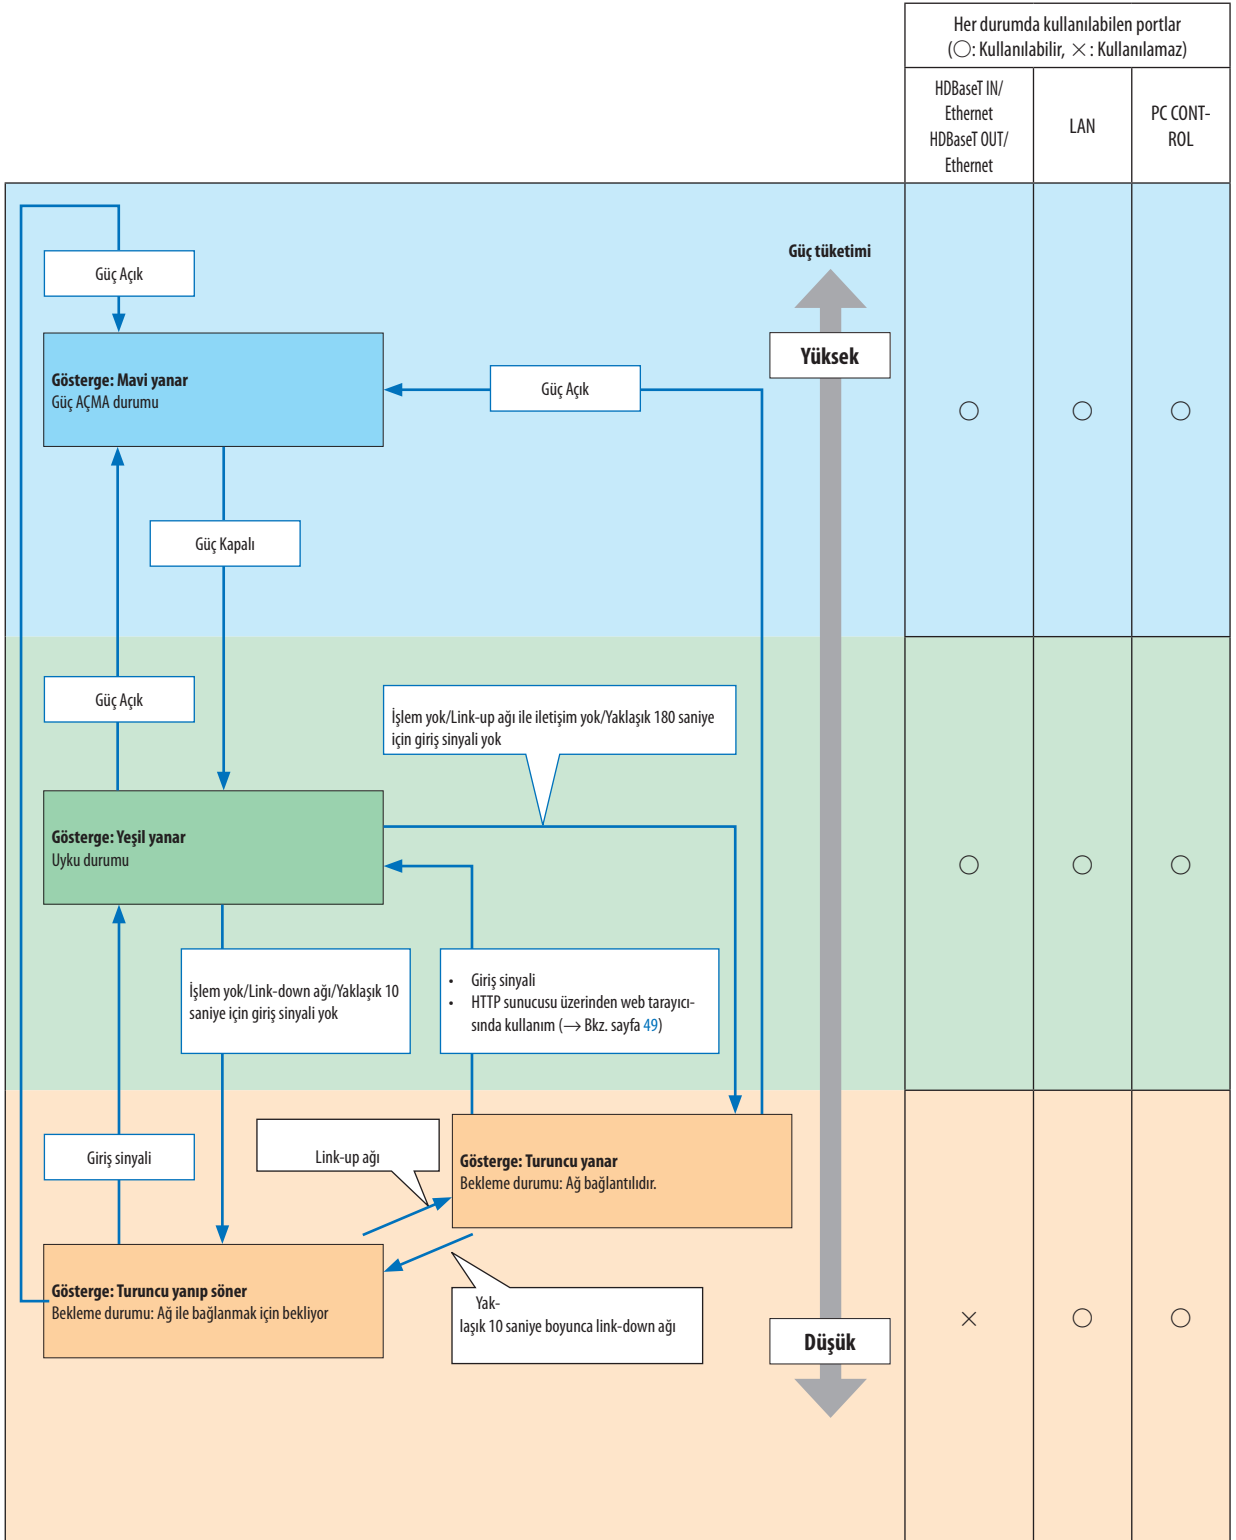 Her durumda kullanılabilen portlar
(○: Kullanılabilir, ×: Kullanılamaz)
HDBaseT IN/
Ethernet
HDBaseT OUT/
Ethernet
LAN
PC CONT-
ROL
Güç Açık
Güç tüketimi
Yüksek
Gösterge: Mavi yanar
Güç AÇMA durumu
Güç Açık
○ ○ ○
Güç Kapalı
Güç Açık
İşlem yok/Link-up ağı ile iletişim yok/Yaklaşık 180 saniye
için giriş sinyali yok
Gösterge: Yeşil yanar
Uyku durumu
○ ○ ○
İşlem yok/Link-down ağı/Yaklaşık 10
saniye için giriş sinyali yok
• Giriş sinyali
• HTTP sunucusu üzerinden web tarayıcı-
sında kullanım (→ Bkz. sayfa 49)
Giriş sinyali
Link-up ağı
Gösterge: Turuncu yanar
Bekleme durumu: Ağ bağlantılıdır.
Gösterge: Turuncu yanıp söner
Bekleme durumu: Ağ ile bağlanmak için bekliyor
Yak-
laşık 10 saniye boyunca link-down ağı
Düşük
× ○ ○